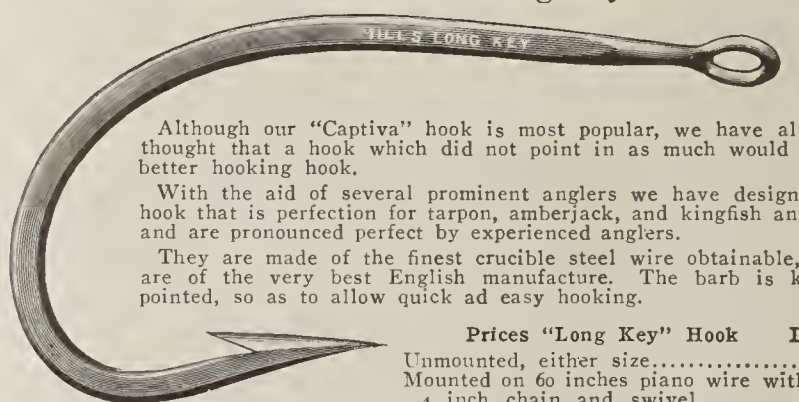 MILLS LONG KEY
Although our "Captiva" hook is most popular, we have al
thought that a hook which did not point in as much would
better hooking hook.
With the aid of several prominent anglers we have design
hook that is perfection for tarpon, amberjack, and kingfish an
and are pronounced perfect by experienced anglers.
They are made of the finest crucible steel wire obtainable,
are of the very best English manufacture. The barb is k
pointed, so as to allow quick ad easy hooking.
Prices "Long Key" Hook
Unmounted, either size................
Mounted on 60 inches piano wire with
4 inch chain and swivel